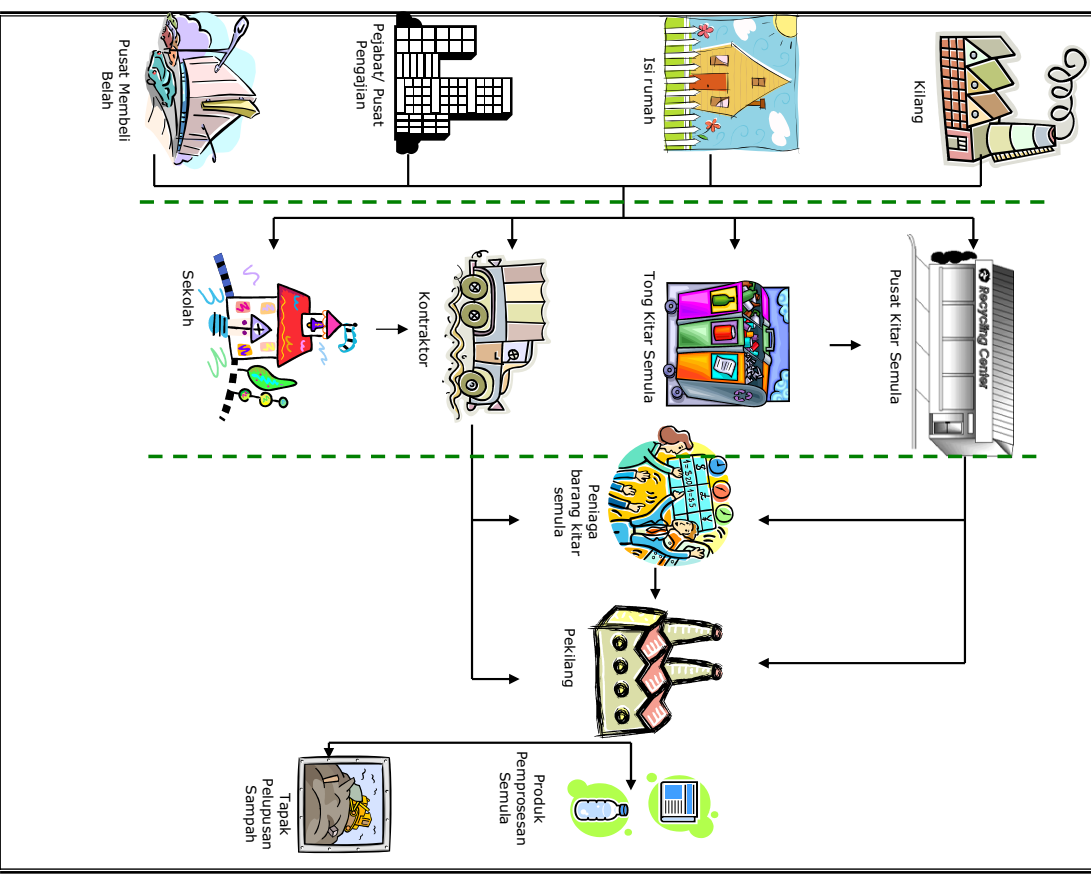 Kilang
Isi rumah
Pejabat/ Pusat
Pengajian
Pusat Membeli
Belah
Recycling Center
Pusat Kitar Semula
Tong Kitar Semula
Kontraktor
Sekolah
$ £ ¥
Peniaga
barang kitar
semula
Pekilang
Produk
Pemprosesan
Semula
Tapak
Pelupusan
Sampah